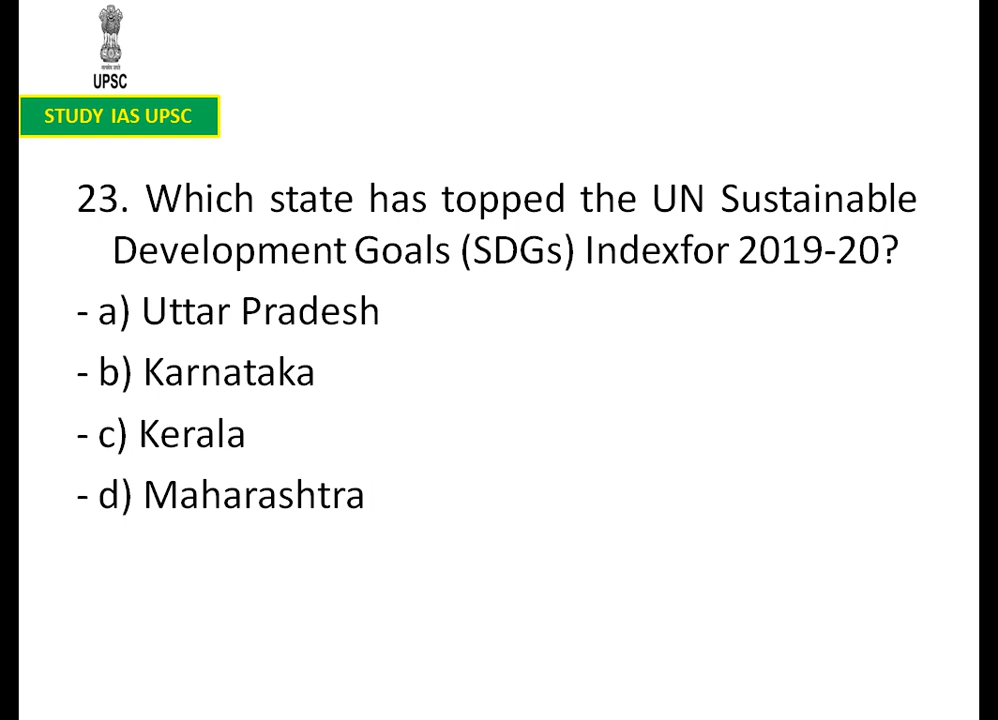 UPSC
STUDY IAS UPSC
23. Which state has topped the UN Sustainable
Development Goals (SDGs) Indexfor 2019-20?
- a) Uttar Pradesh
- b) Karnataka
- c) Kerala
- d) Maharashtra